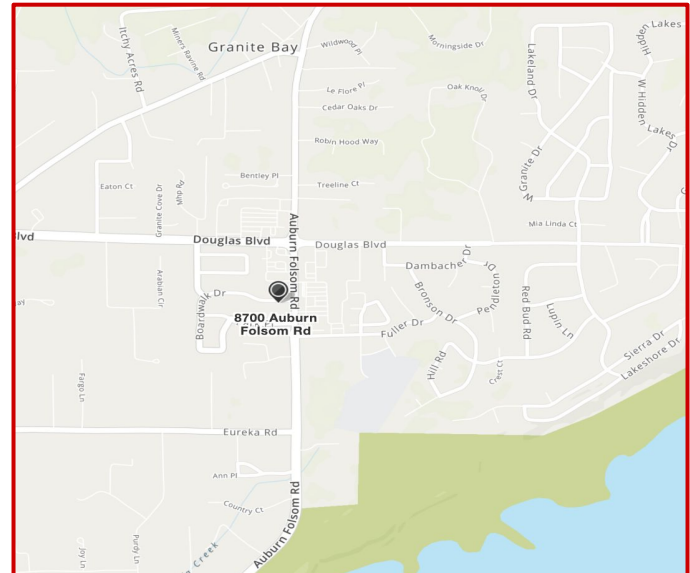 Itchy Acres Rd
Miners Ravine Rd
Granite Bay
Wildwood Pl
Morningside Dr
Lakeland Dr
Hidden
Lakes
W Hidden
Lakes Dr
Le Flore Pl
Oak Knoll Dr
Cedar Oaks Dr
Robin Hood Way
Bentley Pl
Treeline Ct
Eaton Ct
Granite Cove Dr
Mhp Rd
W Granite Dr
Mia Linda Ct
lvd
Douglas Blvd
Auburn Folsom Rd
Douglas Blvd
Dambacher Dr
Arabian Cir
Boardwalk Dr
8700 Auburn
Folsom Rd
Fuller Dr
Bronson Dr
Pendleton Dr
Red Bud Rd
Lupin Ln
Hill Rd
Crest Ct
Sierra Dr
Lakeshore Dr
Fargo Ln
Eureka Rd
Ann Pl
Country Ct
Auburn Folsom Rd
Joy Ln
Purdy Ln
Creek